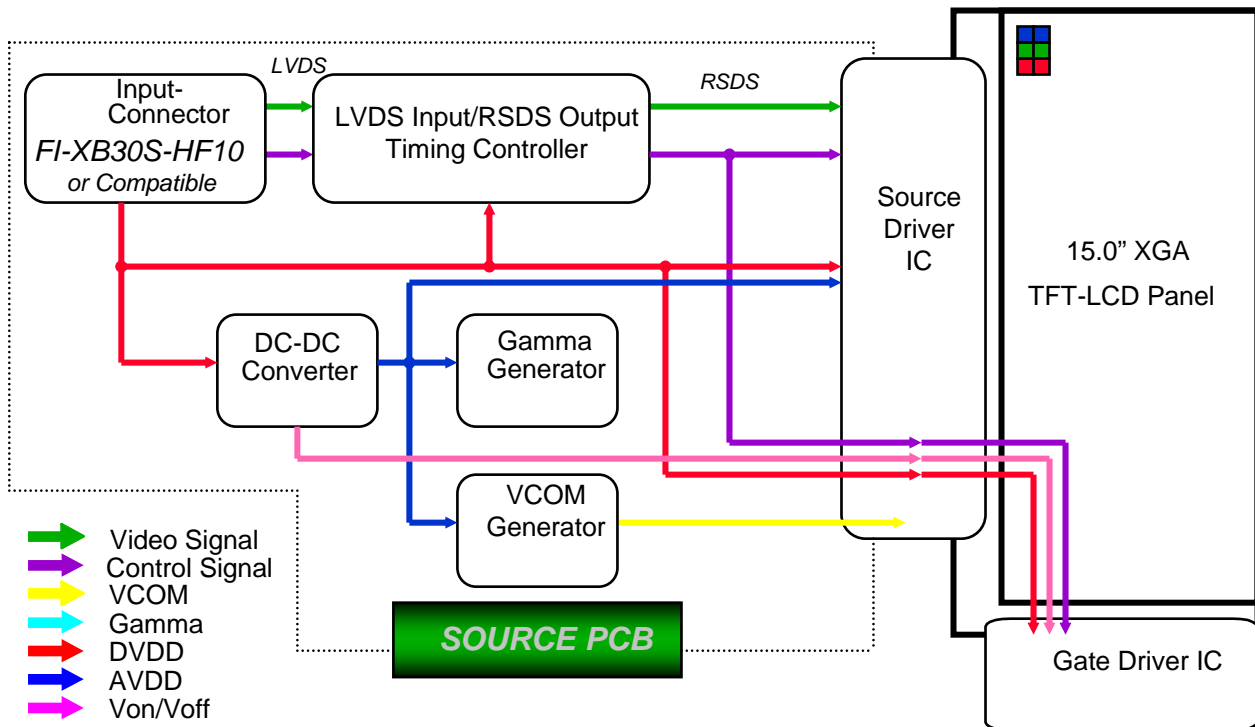 LVDS
RSDS
Input-
Connector
FI-XB30S-HF10
or Compatible
LVDS Input/RSDS Output
Timing Controller
Source
Driver
IC
15.0” XGA
TFT-LCD Panel
DC-DC
Converter
Gamma
Generator
VCOM
Generator
Video Signal
Control Signal
VCOM
Gamma
DVDD
AVDD
Von/Voff
SOURCE PCB
Gate Driver IC